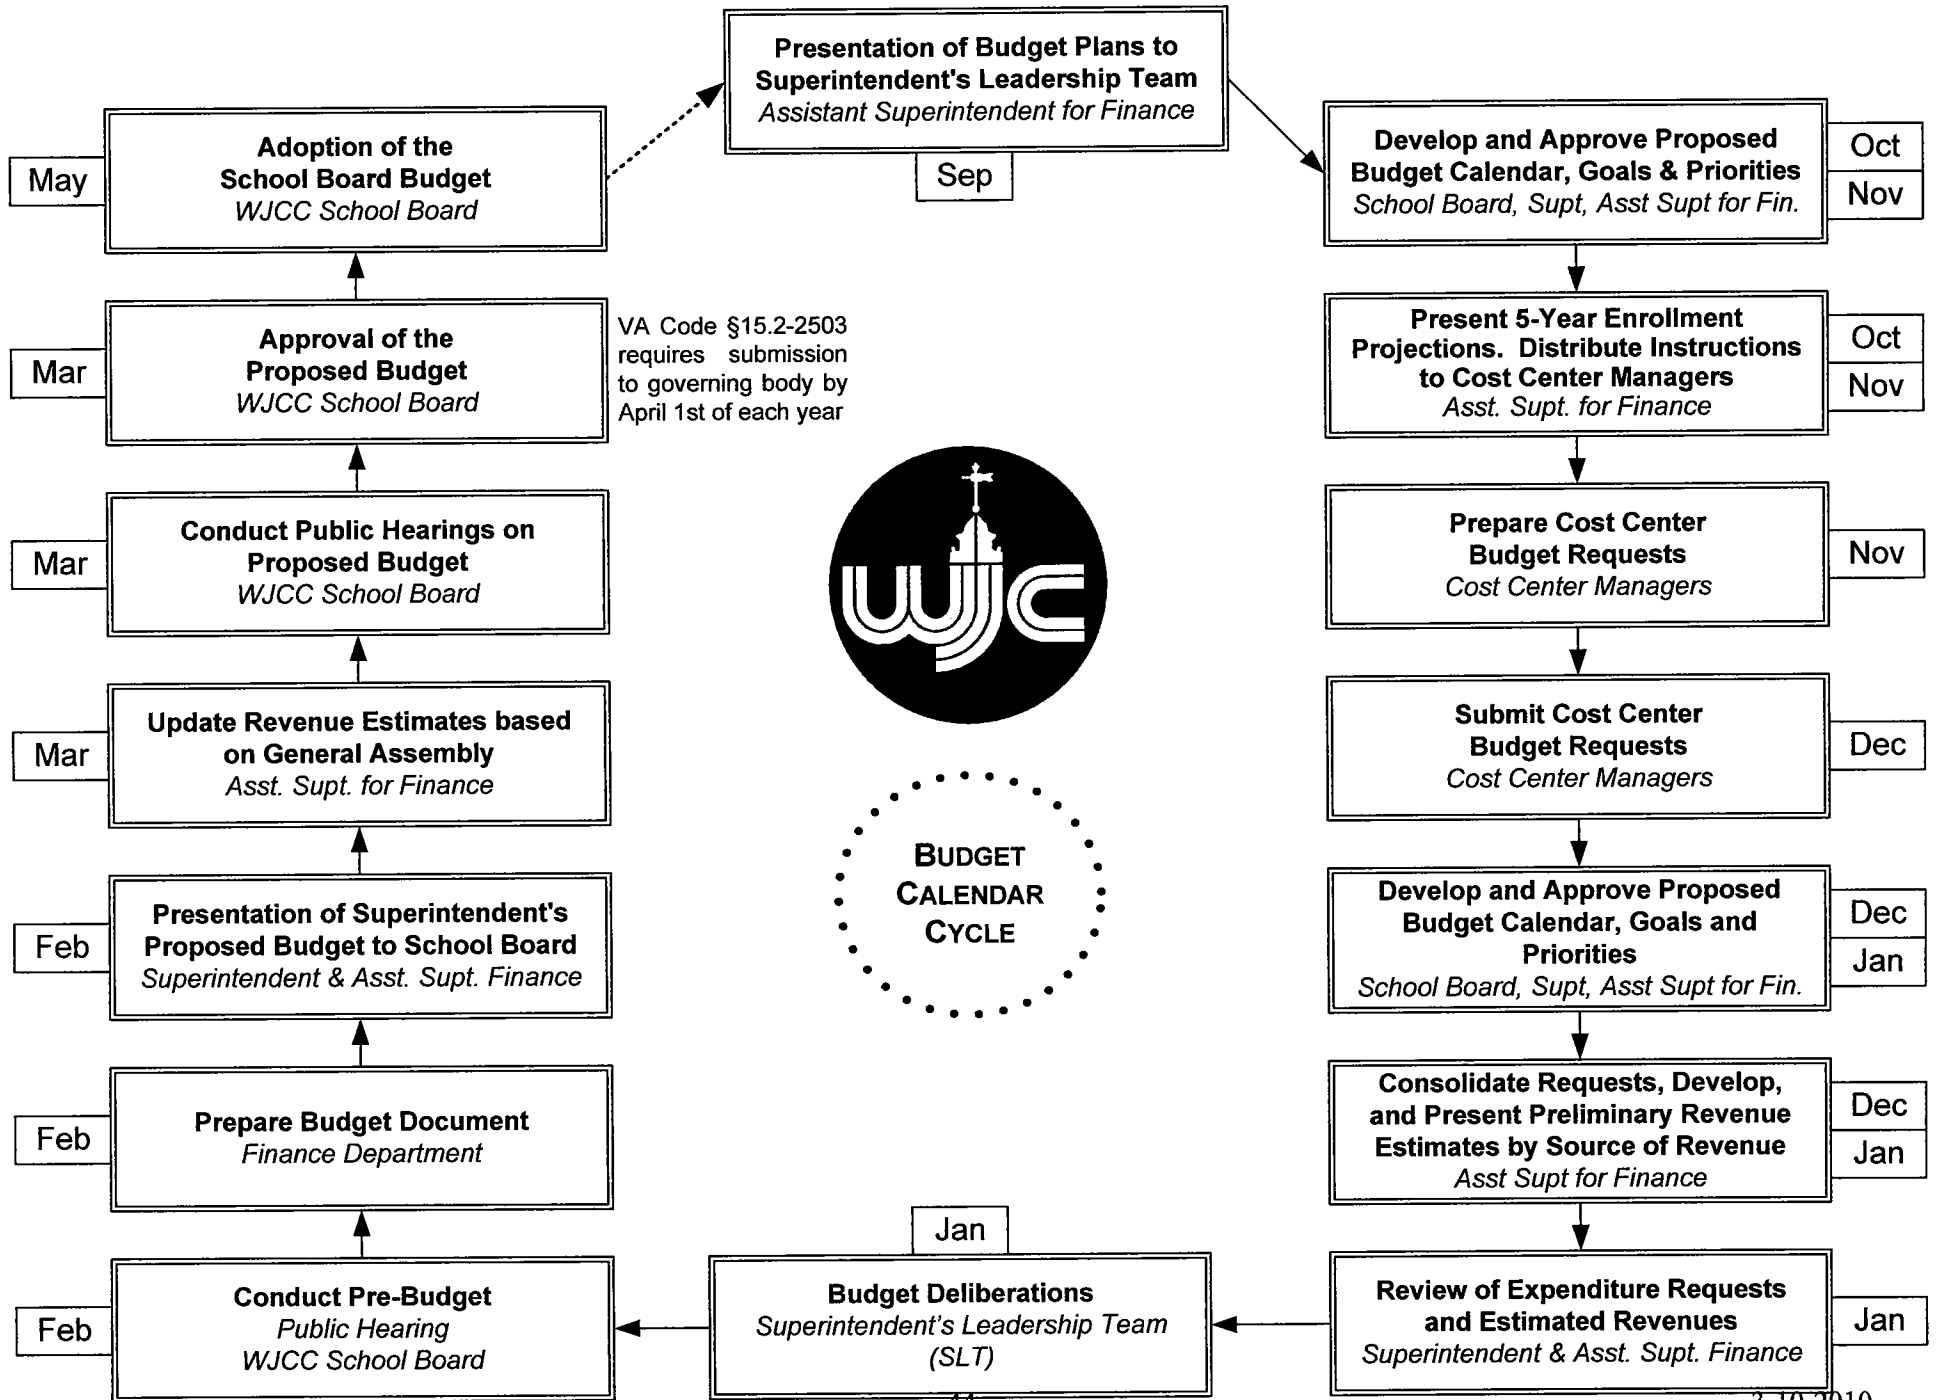 Presentation of Budget Plans to
Superintendent's Leadership Team
Assistant Superintendent for Finance
Sep
Develop and Approve Proposed
Budget Calendar, Goals & Priorities
School Board, Supt, Asst Supt for Fin.
Oct
Nov
Present 5-Year Enrollment
Projections. Distribute Instructions
to Cost Center Managers
Asst. Supt. for Finance
Oct
Nov
Prepare Cost Center
Budget Requests
Cost Center Managers
Nov
Submit Cost Center
Budget Requests
Cost Center Managers
Dec
Develop and Approve Proposed
Budget Calendar, Goals and
Priorities
School Board, Supt, Asst Supt for Fin.
Dec
Jan
Consolidate Requests, Develop,
and Present Preliminary Revenue
Estimates by Source of Revenue
Asst Supt for Finance
Dec
Jan
Review of Expenditure Requests
and Estimated Revenues
Superintendent & Asst. Supt. Finance
Jan
Jan
Budget Deliberations
Superintendent's Leadership Team
(SLT)
Conduct Pre-Budget
Public Hearing
WJCC School Board
Feb
Prepare Budget Document
Finance Department
Feb
Presentation of Superintendent's
Proposed Budget to School Board
Superintendent & Asst. Supt. Finance
Feb
Update Revenue Estimates based
on General Assembly
Asst. Supt. for Finance
Mar
Conduct Public Hearings on
Proposed Budget
WJCC School Board
Mar
Approval of the
Proposed Budget
WJCC School Board
Mar
VA Code §15.2-2503
requires submission
to governing body by
April 1st of each year
Adoption of the
School Board Budget
WJCC School Board
May
WJC
BUDGET
CALENDAR
CYCLE